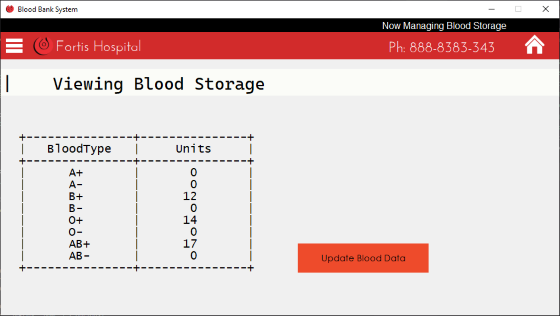 Blood Bank System
Now Managing Blood Storage
Fortis Hospital
Ph: 888-8383-343
Viewing Blood Storage
BloodType Units
A+ 0
A- 0
B+ 12
B- 0
O+ 14
O- 0
AB+ 17
AB- 0
Update Blood Data